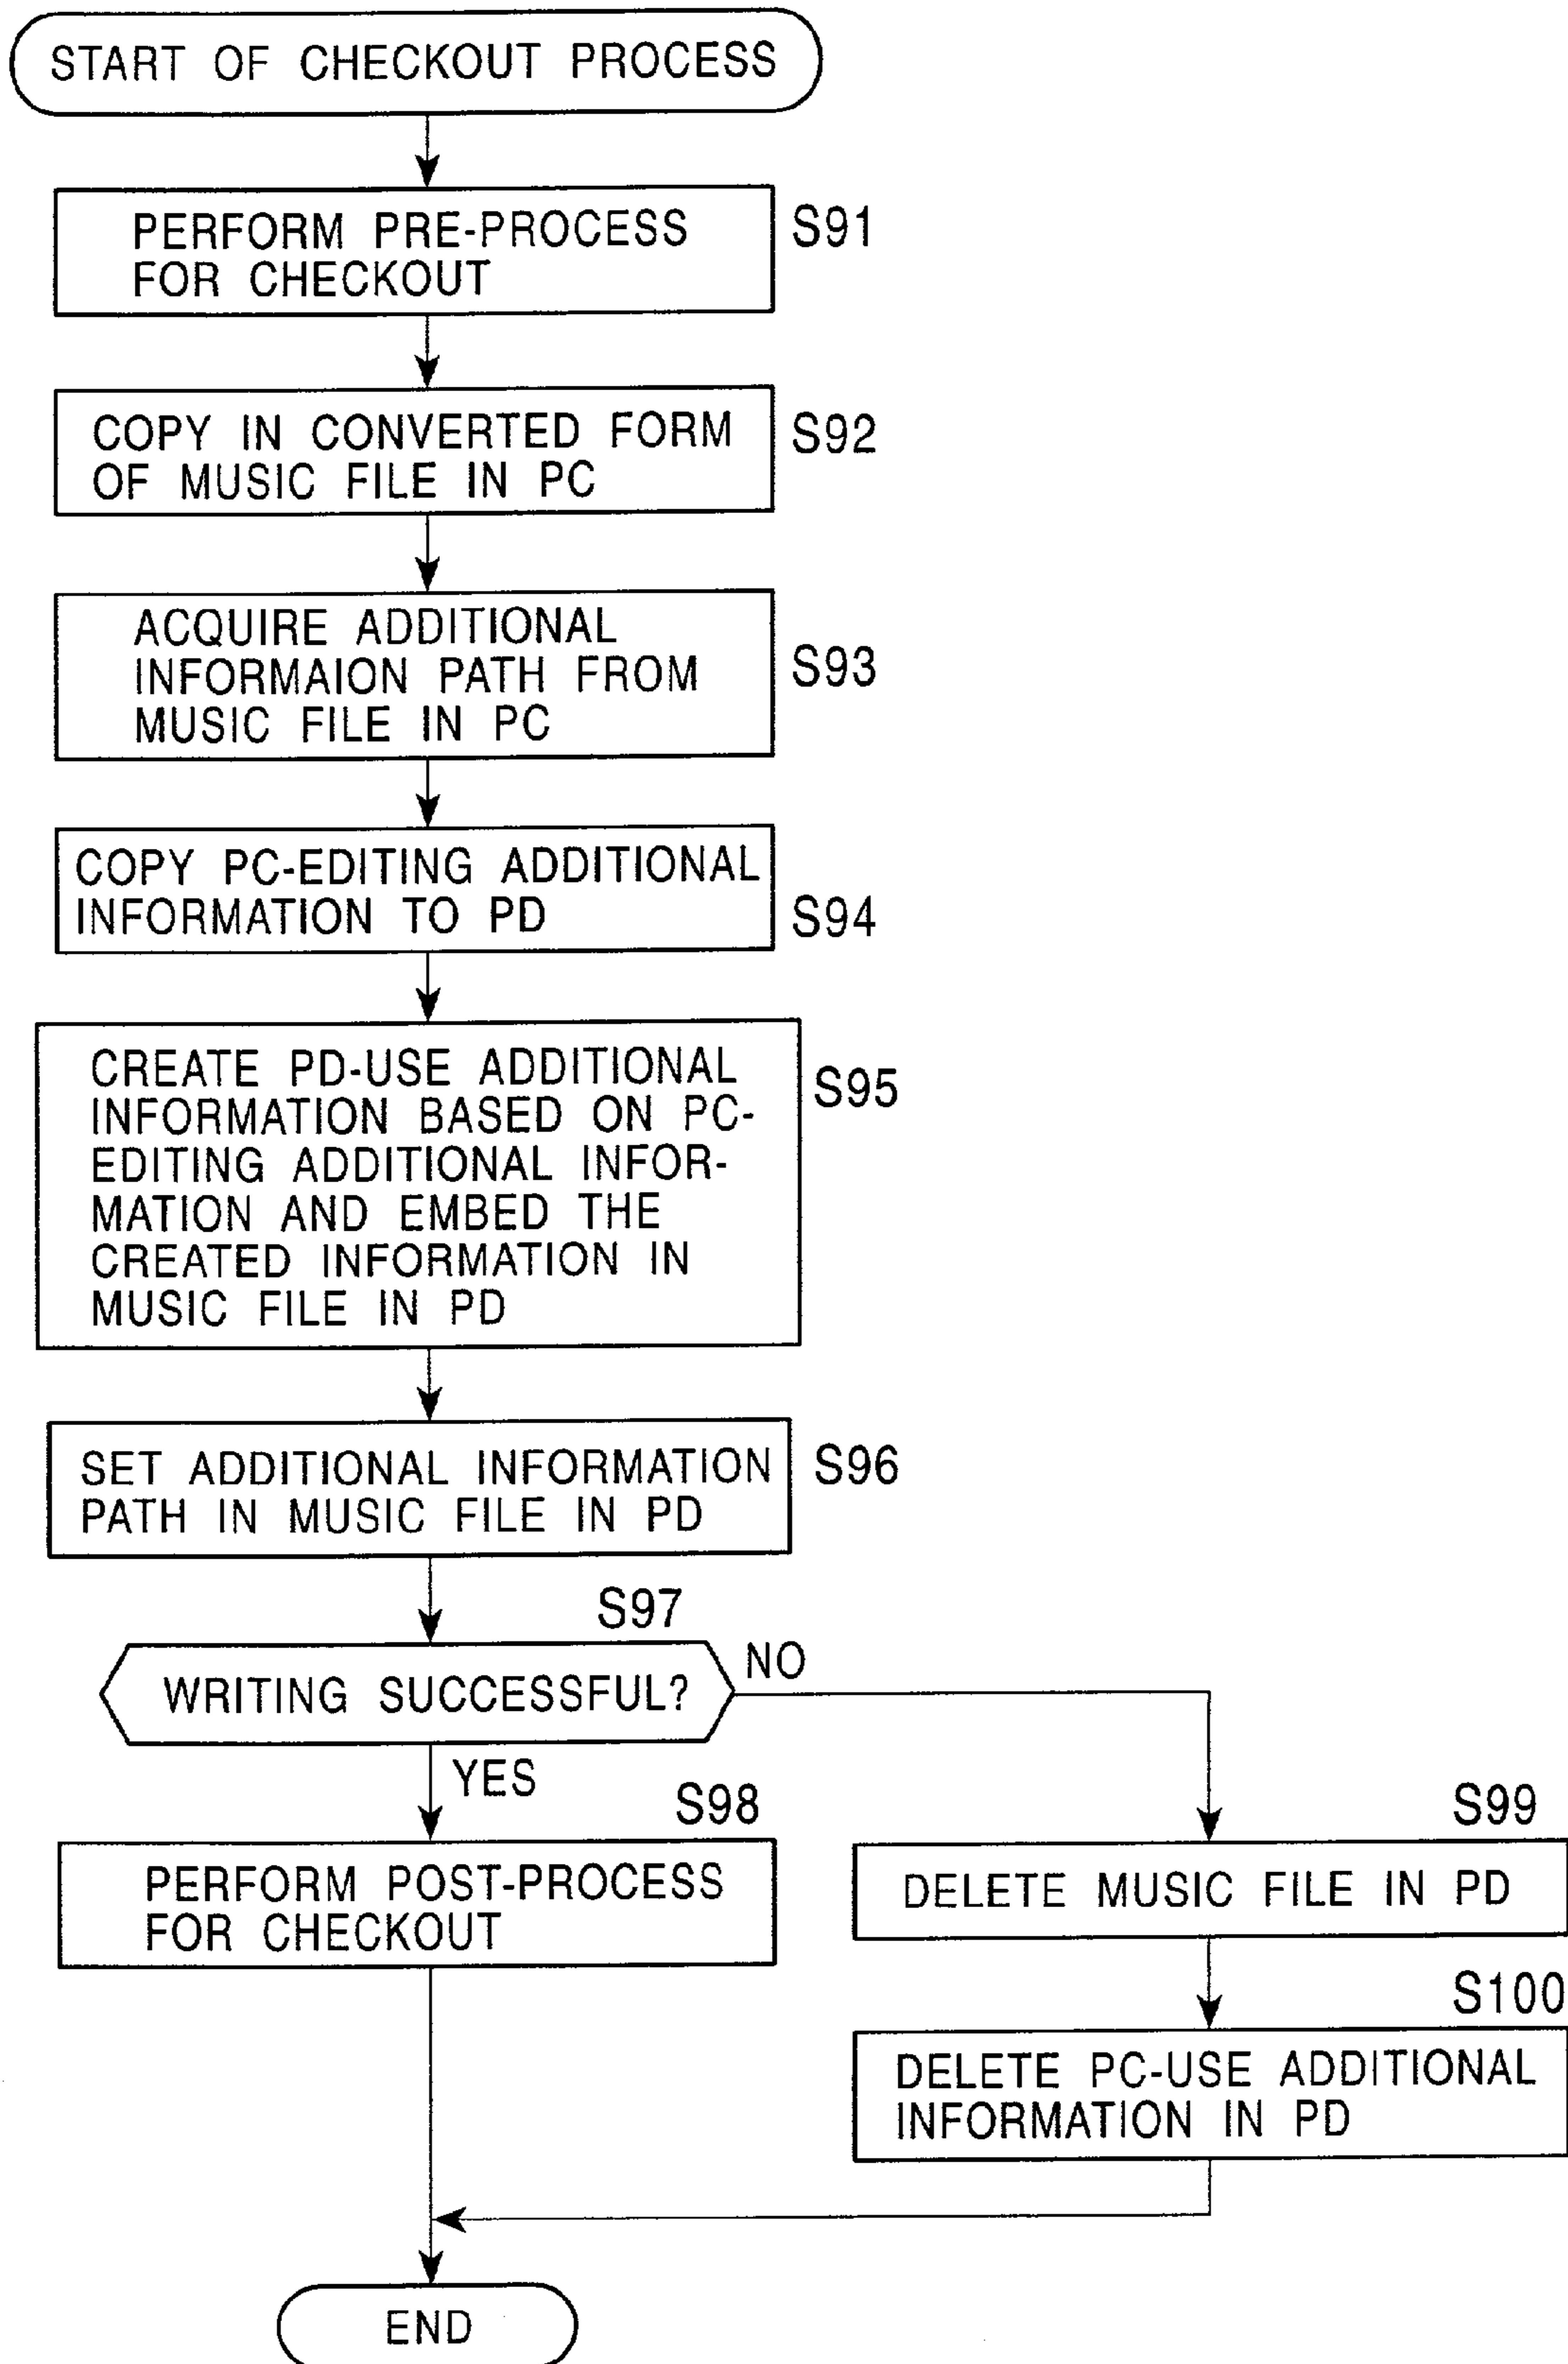 START OF CHECKOUT PROCESS
PERFORM PRE-PROCESS
FOR CHECKOUT
S91
COPY IN CONVERTED FORM
OF MUSIC FILE IN PC
S92
ACQUIRE ADDITIONAL
INFORMAION PATH FROM
MUSIC FILE IN PC
S93
COPY PC-EDITING ADDITIONAL
INFORMATION TO PD
S94
CREATE PD-USE ADDITIONAL
INFORMATION BASED ON PC-
EDITING ADDITIONAL INFOR-
MATION AND EMBED THE
CREATED INFORMATION IN
MUSIC FILE IN PD
S95
SET ADDITIONAL INFORMATION
PATH IN MUSIC FILE IN PD
S96
S97
WRITING SUCCESSFUL?
NO
YES
S98
PERFORM POST-PROCESS
FOR CHECKOUT
S99
DELETE MUSIC FILE IN PD
S100
DELETE PC-USE ADDITIONAL
INFORMATION IN PD
END